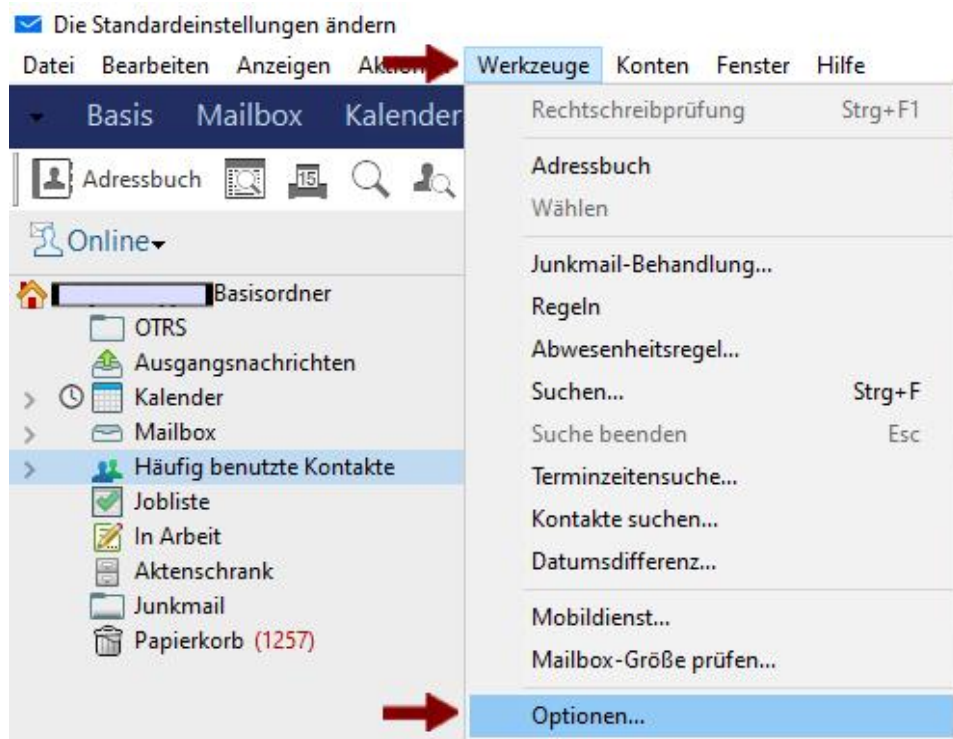 Die Standardeinstellungen ändern
Datei Bearbeiten Anzeigen Werkzeuge Konten Fenster Hilfe
Basis Mailbox Kalender
Adressbuch 15
Online
Basisordner
OTRS
Ausgangsnachrichten
Kalender
Mailbox
Häufig benutzte Kontakte
Jobliste
In Arbeit
Aktenschrank
Junkmail
Papierkorb (1257)
Rechtschreibprüfung Strg+F1
Adressbuch
Wählen
Junkmail-Behandlung...
Regeln
Abwesenheitsregel...
Suchen... Strg+F
Suche beenden Esc
Terminzeitensuche...
Kontakte suchen...
Datumsdifferenz...
Mobildienst...
Mailbox-Größe prüfen...
Optionen...